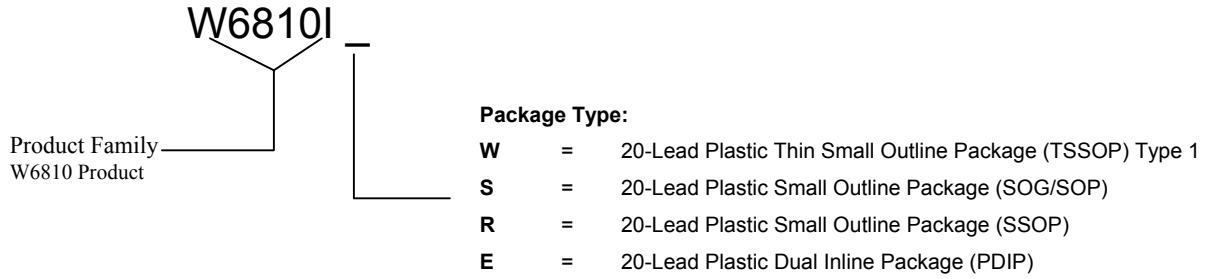 W6810I _
Product Family
W6810 Product
Package Type:
W = 20-Lead Plastic Thin Small Outline Package (TSSOP) Type 1
S = 20-Lead Plastic Small Outline Package (SOG/SOP)
R = 20-Lead Plastic Small Outline Package (SSOP)
E = 20-Lead Plastic Dual Inline Package (PDIP)